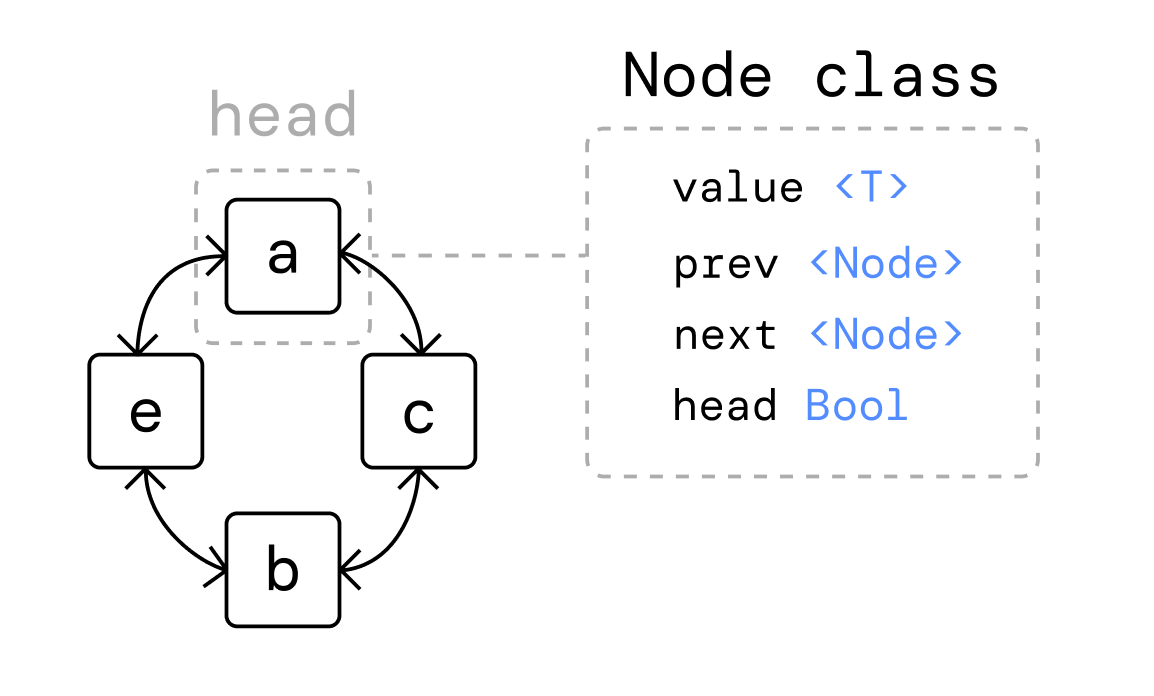 head
a
e
c
b
Node class
value <T>
prev <Node>
next <Node>
head Bool